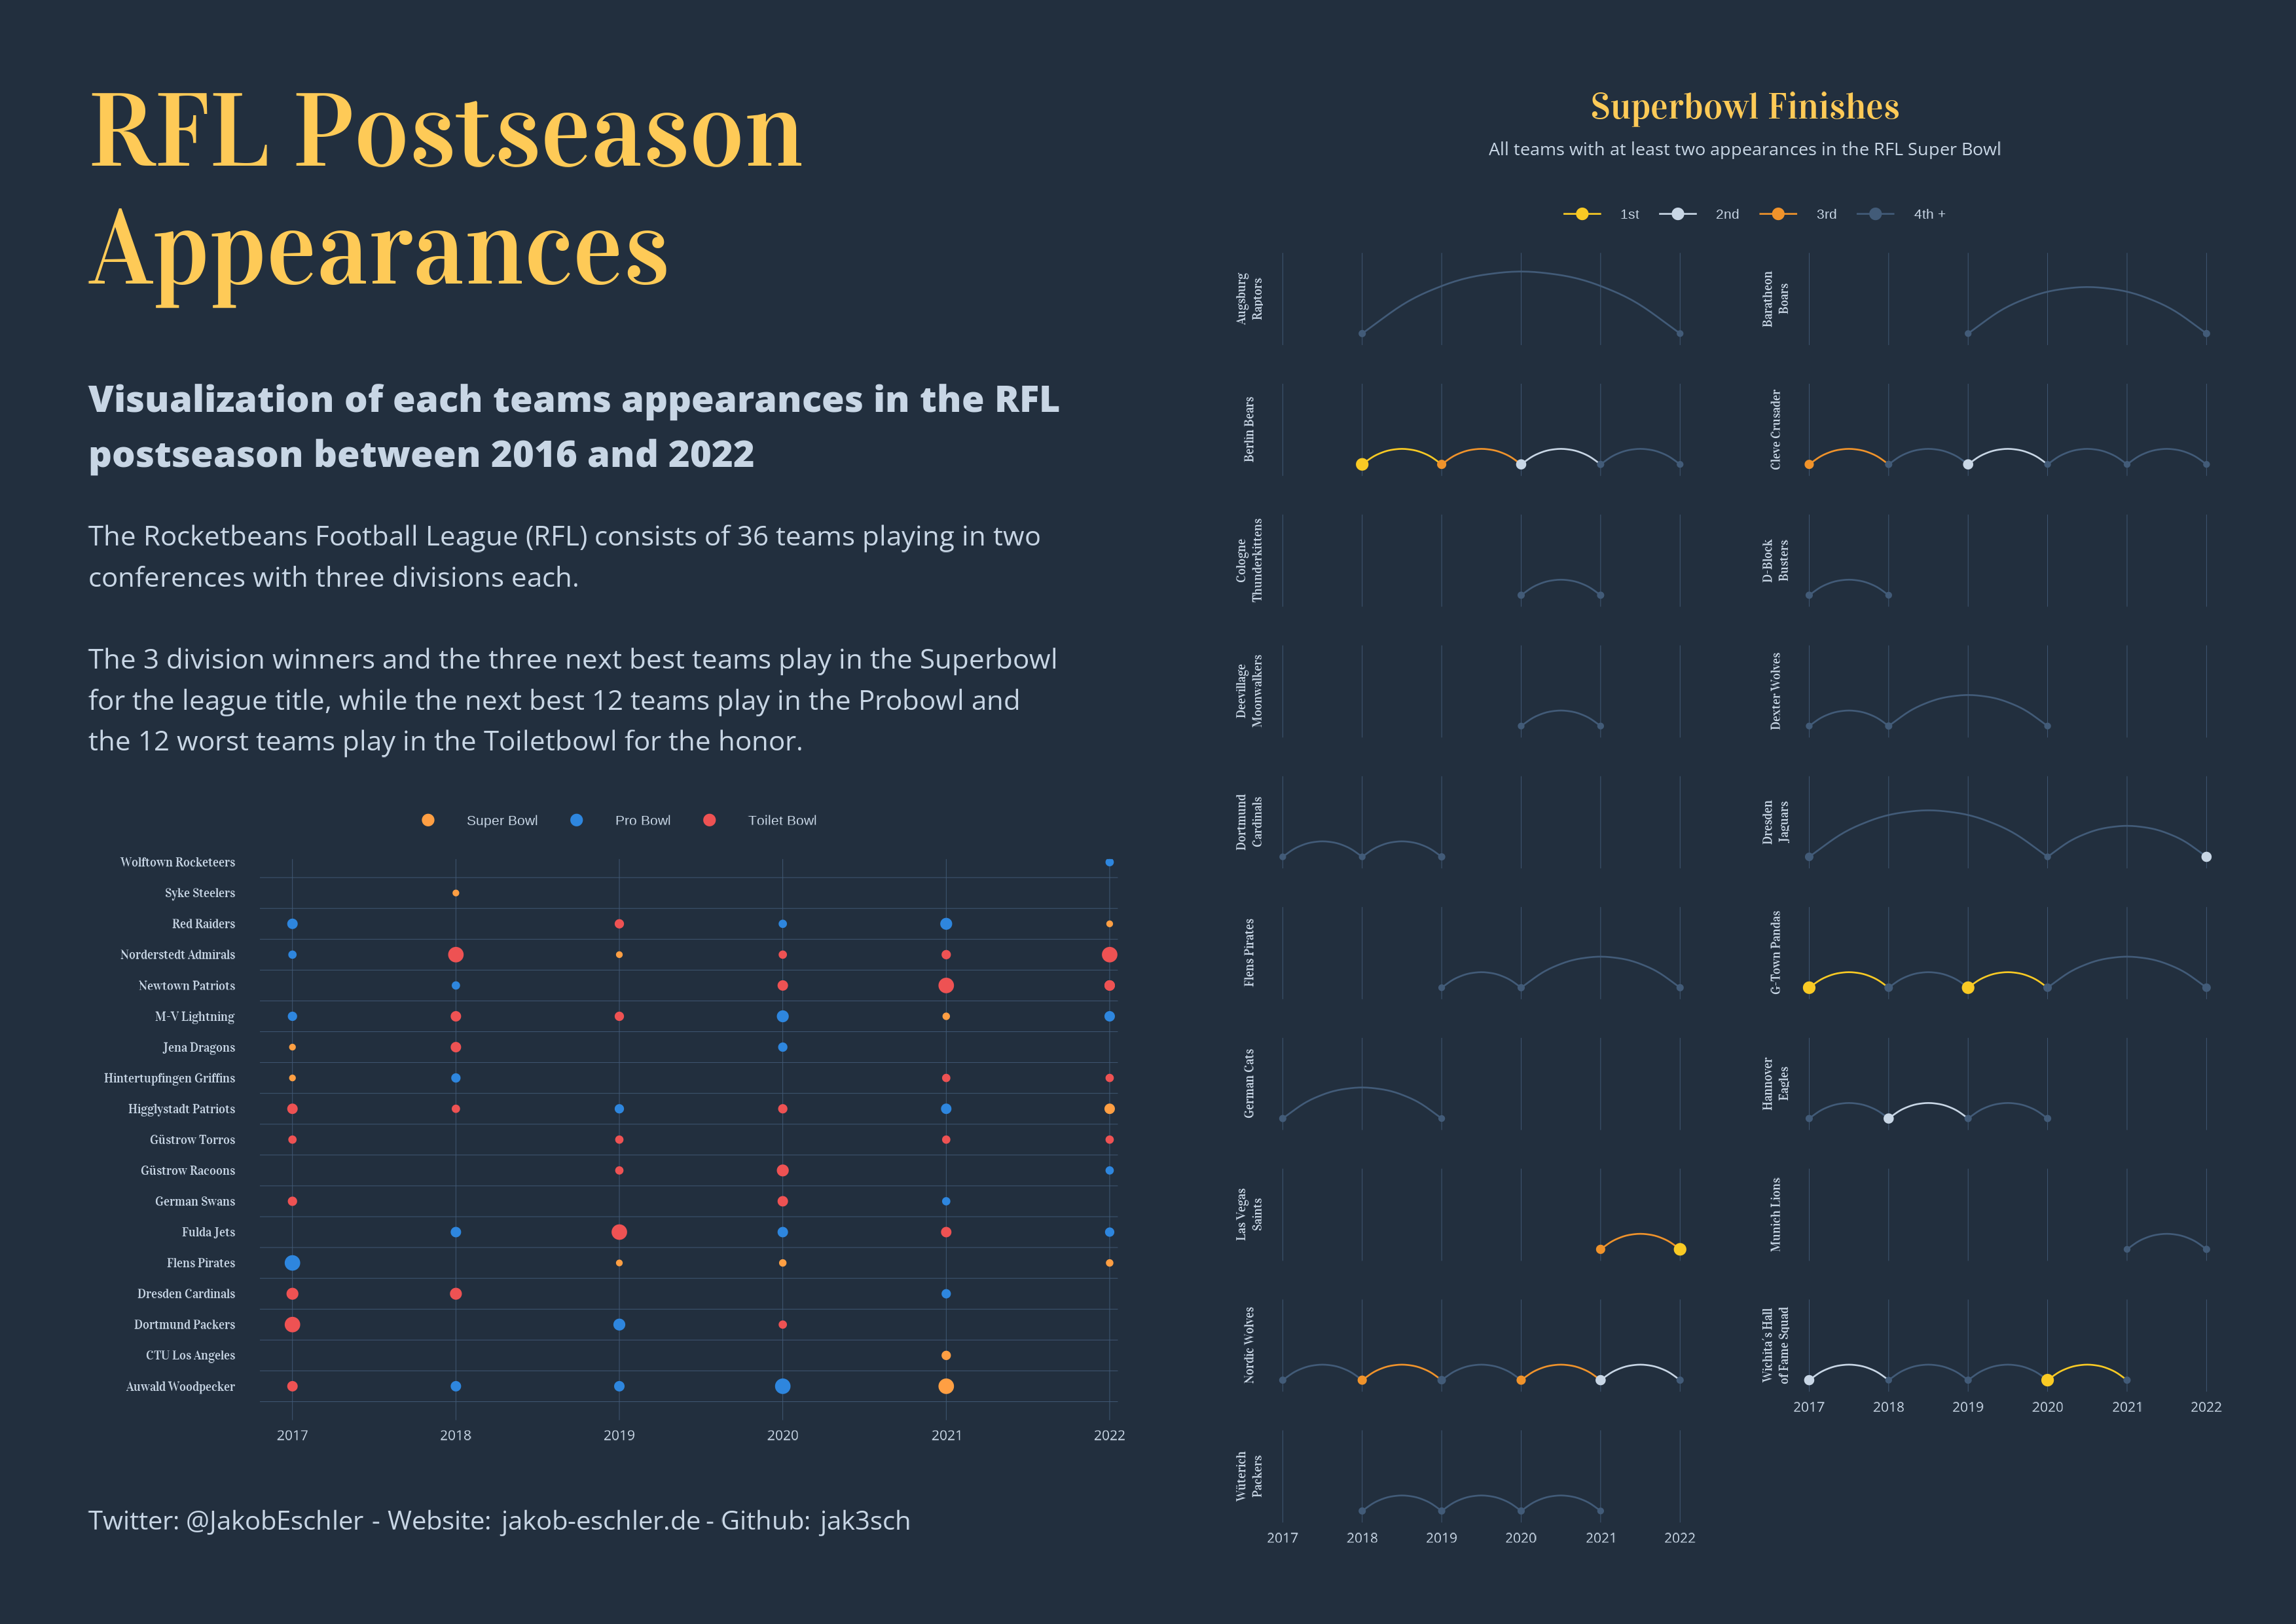 RFL Postseason
Appearances
Visualization of each teams appearances in the RFL
postseason between 2016 and 2022
The Rocketbeans Football League (RFL) consists of 36 teams playing in two
conferences with three divisions each.
The 3 division winners and the three next best teams play in the Superbowl
for the league title, while the next best 12 teams play in the Probowl and
the 12 worst teams play in the Toiletbowl for the honor.
Super Bowl Pro Bowl Toilet Bowl
Wolftown Rocketeers
Syke Steelers
Red Raiders
Norderstedt Admirals
Newtown Patriots
M-V Lightning
Jena Dragons
Hintertupfingen Griffins
Higglystadt Patriots
Güstrow Torros
Güstrow Racoons
German Swans
Fulda Jets
Flens Pirates
Dresden Cardinals
Dortmund Packers
CTU Los Angeles
Auwald Woodpecker
2017 2018 2019 2020 2021 2022
Twitter: @JakobEschler - Website: jakob-eschler.de - Github: jak3sch
Superbowl Finishes
All teams with at least two appearances in the RFL Super Bowl
1st 2nd 3rd 4th +
Augsburg
Raptors
Baratheon
Boars
Berlin Bears
Cleve Crusader
Cologne
Thunderkittens
D-Block
Busters
Deevillage
Moonwalkers
Dexter Wolves
Dortmund
Cardinals
Dresden
Jaguars
Flens Pirates
G-Town Pandas
German Cats
Hannover
Eagles
Las Vegas
Saints
Munich Lions
Nordic Wolves
Wichita´s Hall
of Fame Squad
2017 2018 2019 2020 2021 2022
Wüterich
Packers
2017 2018 2019 2020 2021 2022